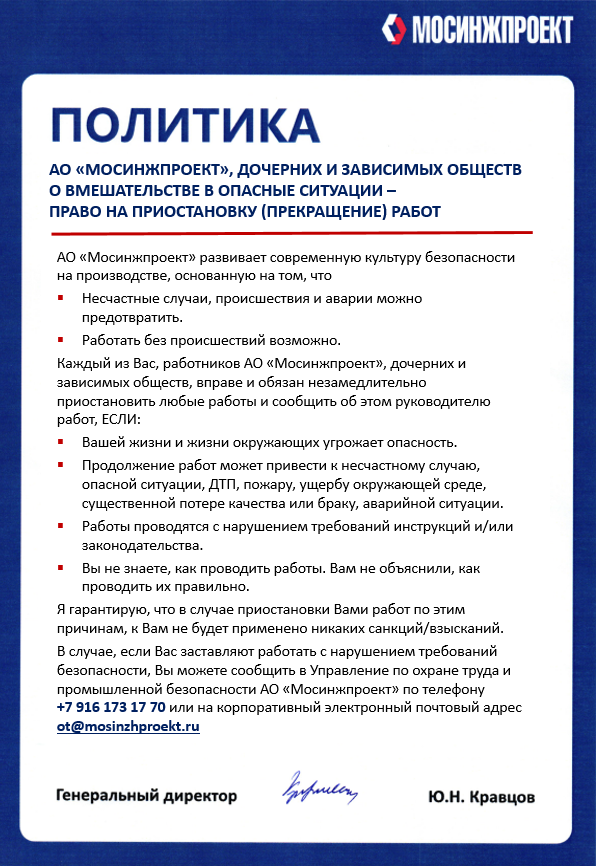 МОСИНЖПРОЕКТ
ПОЛИТИКА
АО «МОСИНЖПРОЕКТ», ДОЧЕРНИХ И ЗАВИСИМЫХ ОБЩЕСТВ
О ВМЕШАТЕЛЬСТВЕ В ОПАСНЫЕ СИТУАЦИИ –
ПРАВО НА ПРИОСТАНОВКУ (ПРЕКРАЩЕНИЕ) РАБОТ
АО «Мосинжпроект» развивает современную культуру безопасности
на производстве, основанную на том, что
▪ Несчастные случаи, происшествия и аварии можно
предотвратить.
▪ Работать без происшествий возможно.
Каждый из Вас, работников АО «Мосинжпроект», дочерних и
зависимых обществ, вправе и обязан незамедлительно
приостановить любые работы и сообщить об этом руководителю
работ, ЕСЛИ:
▪ Вашей жизни и жизни окружающих угрожает опасность.
▪ Продолжение работ может привести к несчастному случаю,
опасной ситуации, ДТП, пожару, ущербу окружающей среде,
существенной потере качества или браку, аварийной ситуации.
▪ Работы проводятся с нарушением требований инструкций и/или
законодательства.
▪ Вы не знаете, как проводить работы. Вам не объяснили, как
проводить их правильно.
Я гарантирую, что в случае приостановки Вами работ по этим
причинам, к Вам не будет применено никаких санкций/взысканий.
В случае, если Вас заставляют работать с нарушением требований
безопасности, Вы можете сообщить в Управление по охране труда и
промышленной безопасности АО «Мосинжпроект» по телефону
+7 916 173 17 70 или на корпоративный электронный почтовый адрес
ot@mosinzhproekt.ru
Генеральный директор Ю.Н. Кравцов